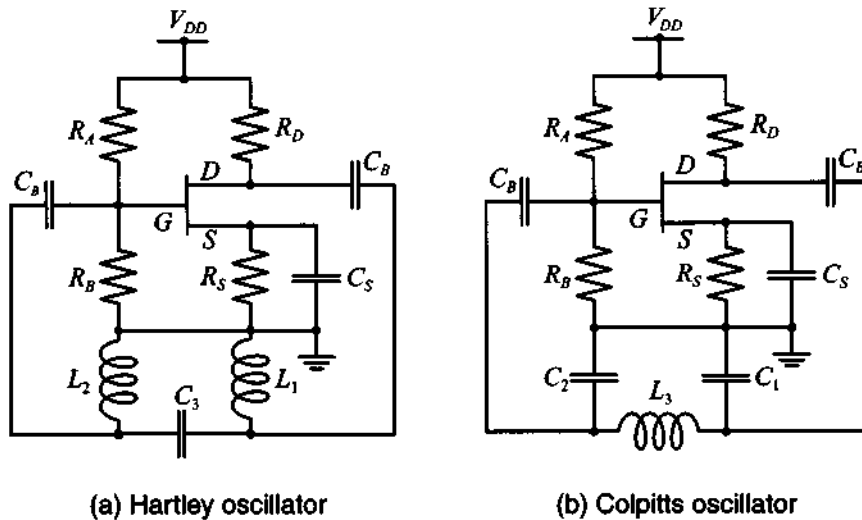 V_DD
R_A
R_D
C_B
D
C_B
G
S
R_B
R_S
C_S
L_2
L_1
C_3
(a) Hartley oscillator
V_DD
R_A
R_D
C_B
D
C_B
G
S
R_B
R_S
C_S
C_2
C_1
L_3
(b) Colpitts oscillator